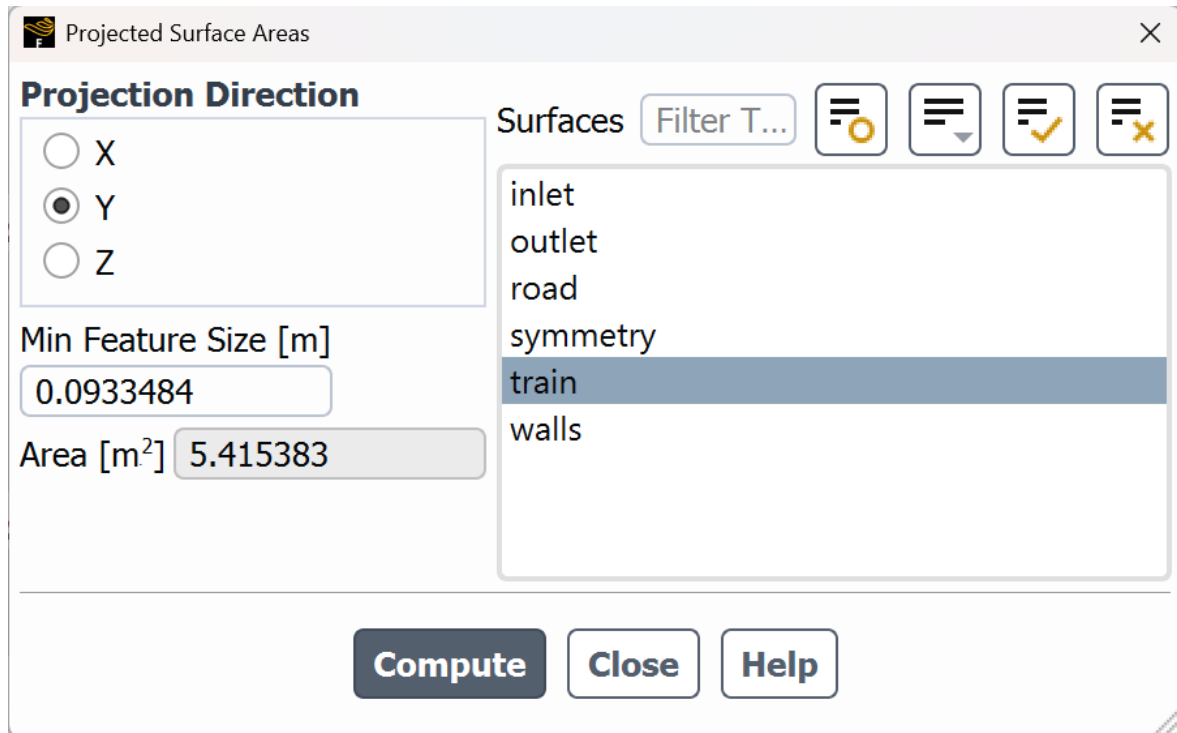 Projected Surface Areas
Projection Direction
X
Y
Z
Min Feature Size [m]
0.0933484
Area [m²] 5.415383
Surfaces Filter T...
inlet
outlet
road
symmetry
train
walls
Compute Close Help